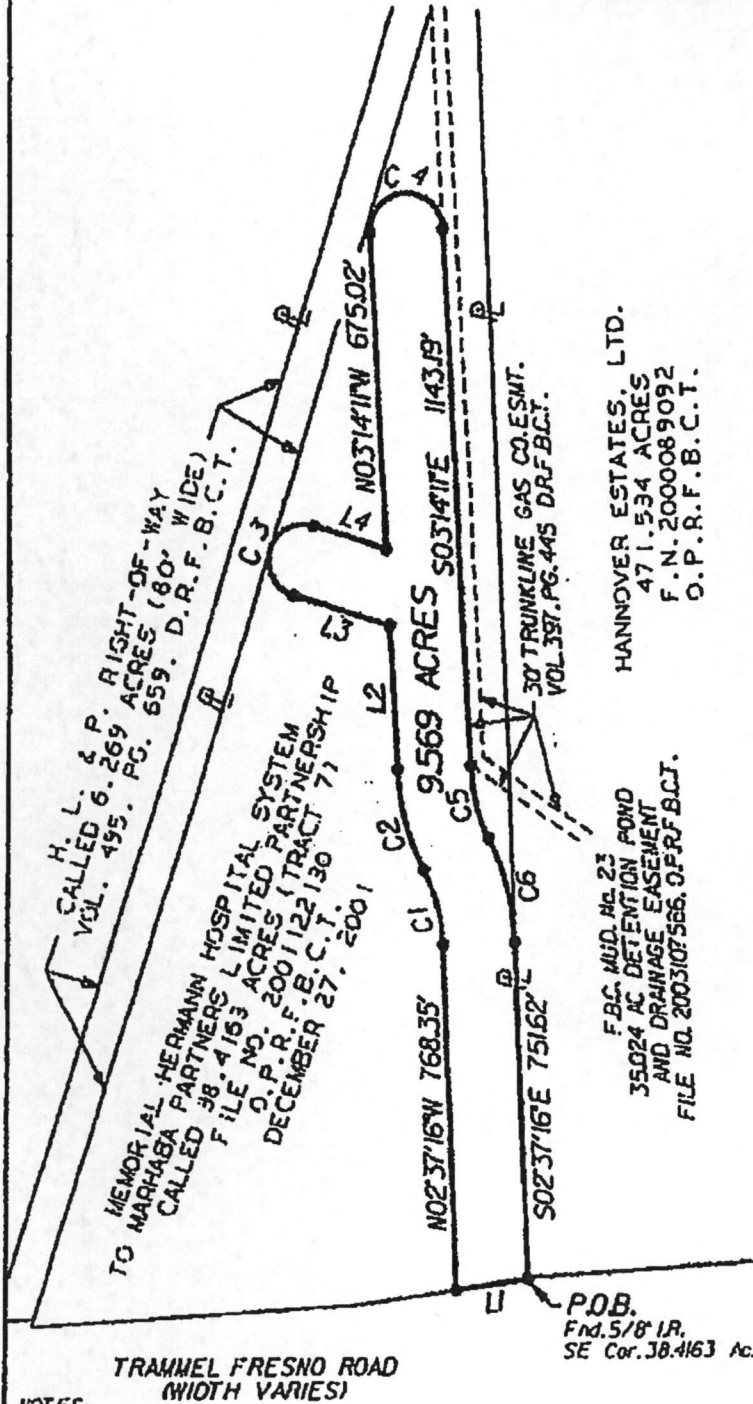 H. L. & P. RIGHT-OF-WAY
CALLED 6.269 ACRES (80' WIDE)
VOL. 495, PG. 659, D.R.F.B.C.T.
MEMORIAL HERMANN HOSPITAL SYSTEM
TO MARHABA PARTNERS LIMITED PARTNERSHIP
CALLED 38.4163 ACRES (TRACT 7)
FILE NO. 2001122130
O.P.R.F.B.C.T.
DECEMBER 27, 2001
C4
N03°14'11"W 675.02'
C3
L4
L3
S03°14'11"E 1143.19'
L2
9.569 ACRES
C2
C5
C1
C6
N02°37'16"W 768.35'
S02°37'16"E 751.62'
L1
30' TRUNKLINE GAS CO. ESMT.
VOL.397,PG.445 D.R.F.B.C.T.
HANNOVER ESTATES, LTD.
471.534 ACRES
F.N. 2000089092
O.P.R.F.B.C.T.
F.B.C. M.U.D. No. 23
35.024 AC DETENTION POND
AND DRAINAGE EASEMENT
FILE NO. 2003107586, O.P.R.F.B.C.T.
PL
PL
PL
PL
P.O.B.
Fnd. 5/8" I.R.
SE Cor. 38.4163 Ac.
TRAMMEL FRESNO ROAD
(WIDTH VARIES)
NOTES: